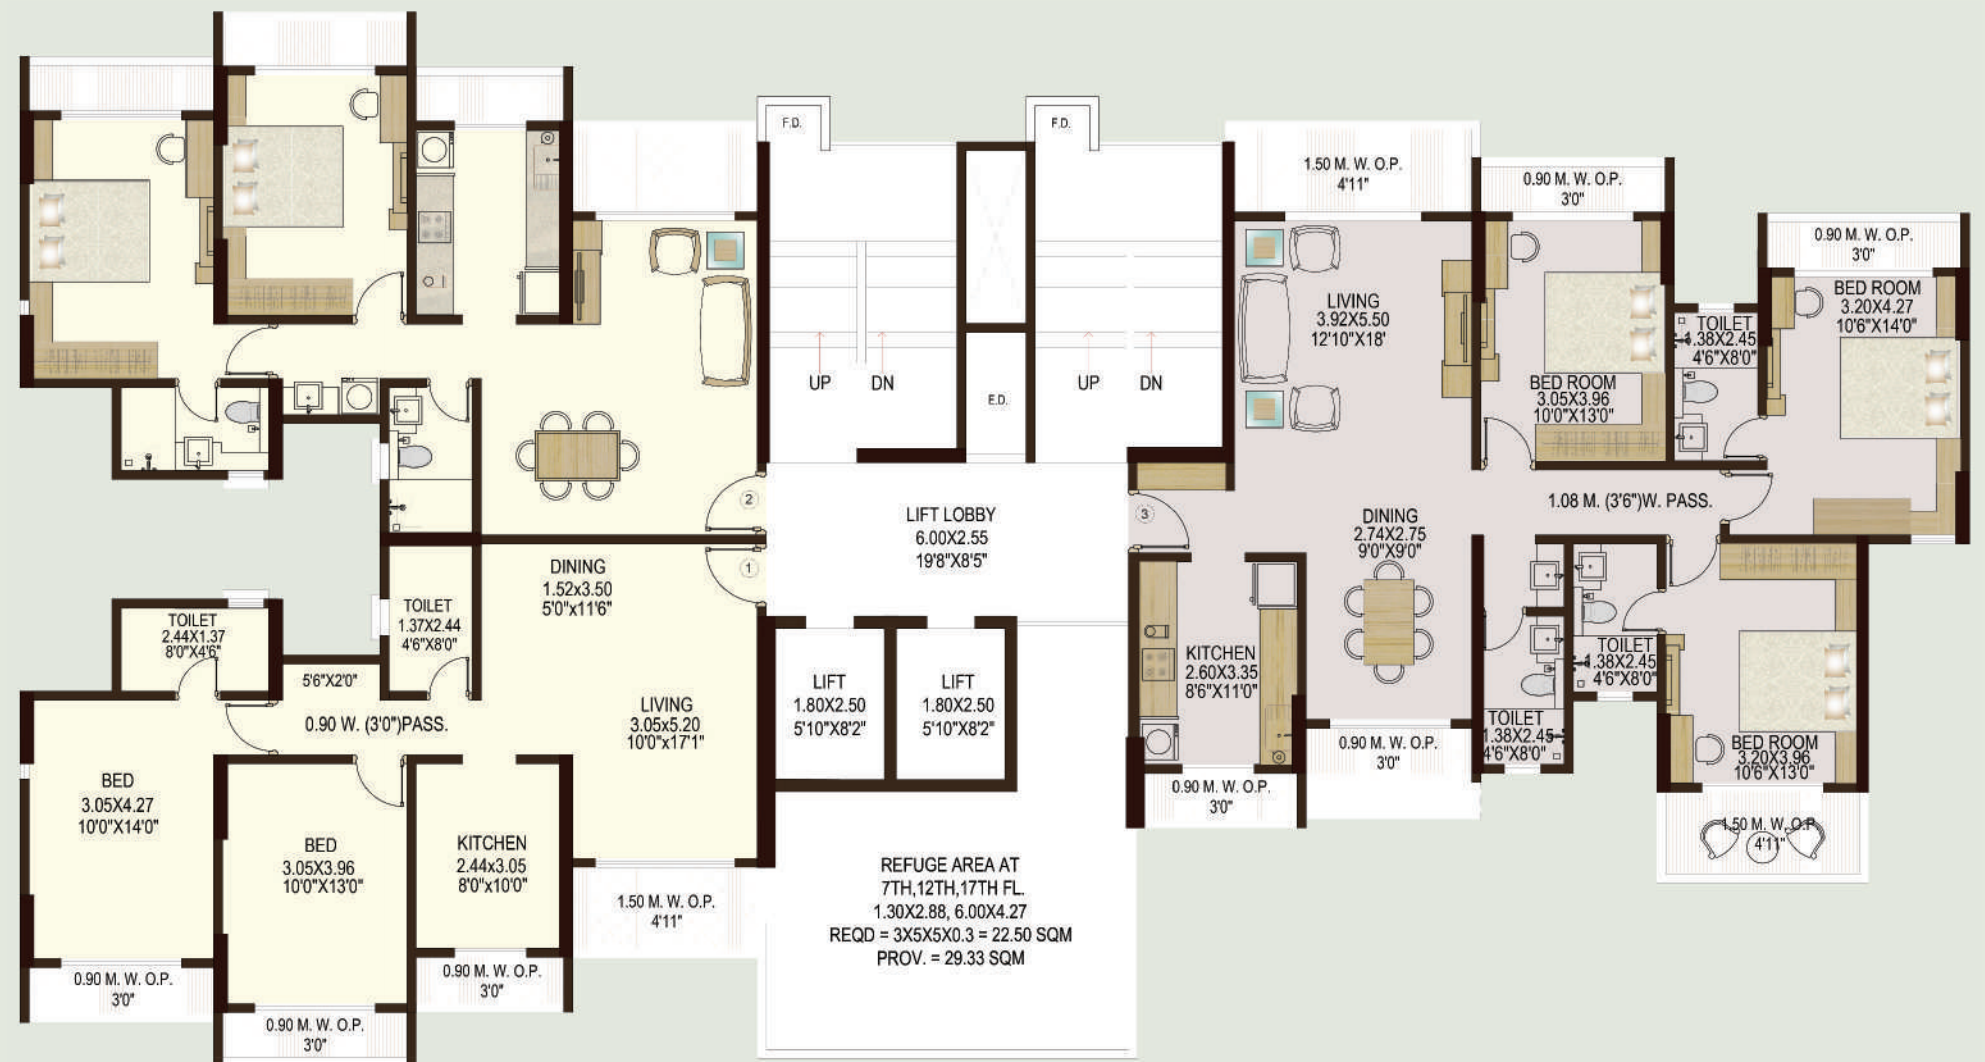 F.D.
F.D.
1.50 M. W. O.P.
4'11"
0.90 M. W. O.P.
3'0"
0.90 M. W. O.P.
3'0"
BED ROOM
3.20X4.27
10'6"X14'0"
LIVING
3.92X5.50
12'10"X18'
TOILET
1.38X2.45
4'6"X8'0"
BED ROOM
3.05X3.96
10'0"X13'0"
UP
DN
UP
DN
E.D.
2
LIFT LOBBY
6.00X2.55
19'8"X8'5"
3
DINING
2.74X2.75
9'0"X9'0"
1.08 M. (3'6")W. PASS.
1
DINING
1.52x3.50
5'0"x11'6"
TOILET
1.37X2.44
4'6"X8'0"
TOILET
2.44X1.37
8'0"X4'6"
5'6"X2'0"
0.90 W. (3'0")PASS.
LIVING
3.05x5.20
10'0"x17'1"
LIFT
1.80X2.50
5'10"X8'2"
LIFT
1.80X2.50
5'10"X8'2"
KITCHEN
2.60X3.35
8'6"X11'0"
TOILET
1.38X2.45
4'6"X8'0"
TOILET
1.38X2.45
4'6"X8'0"
BED ROOM
3.20X3.96
10'6"X13'0"
0.90 M. W. O.P.
3'0"
0.90 M. W. O.P.
3'0"
1.50 M. W. O.P
4'11"
BED
3.05X4.27
10'0"X14'0"
BED
3.05X3.96
10'0"X13'0"
KITCHEN
2.44x3.05
8'0"x10'0"
1.50 M. W. O.P.
4'11"
REFUGE AREA AT
7TH,12TH,17TH FL.
1.30X2.88, 6.00X4.27
REQD = 3X5X5X0.3 = 22.50 SQM
PROV. = 29.33 SQM
0.90 M. W. O.P.
3'0"
0.90 M. W. O.P.
3'0"
0.90 M. W. O.P.
3'0"